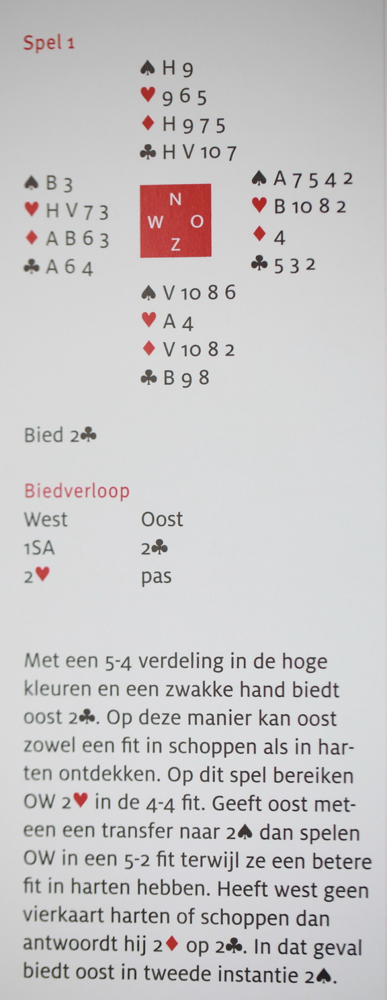 Spel 1
♠ H 9
♥ 9 6 5
♦ H 9 7 5
♣ H V 10 7
♠ B 3
♥ H V 7 3
♦ A B 6 3
♣ A 6 4
N
W O
Z
♠ A 7 5 4 2
♥ B 10 8 2
♦ 4
♣ 5 3 2
♠ V 10 8 6
♥ A 4
♦ V 10 8 2
♣ B 9 8
Bied 2♣
Biedverloop
West Oost
1SA 2♣
2♥ pas
Met een 5-4 verdeling in de hoge
kleuren en een zwakke hand biedt
oost 2♣. Op deze manier kan oost
zowel een fit in schoppen als in har-
ten ontdekken. Op dit spel bereiken
OW 2♥ in de 4-4 fit. Geeft oost met-
een een transfer naar 2♠ dan spelen
OW in een 5-2 fit terwijl ze een betere
fit in harten hebben. Heeft west geen
vierkaart harten of schoppen dan
antwoordt hij 2♦ op 2♣. In dat geval
biedt oost in tweede instantie 2♠.